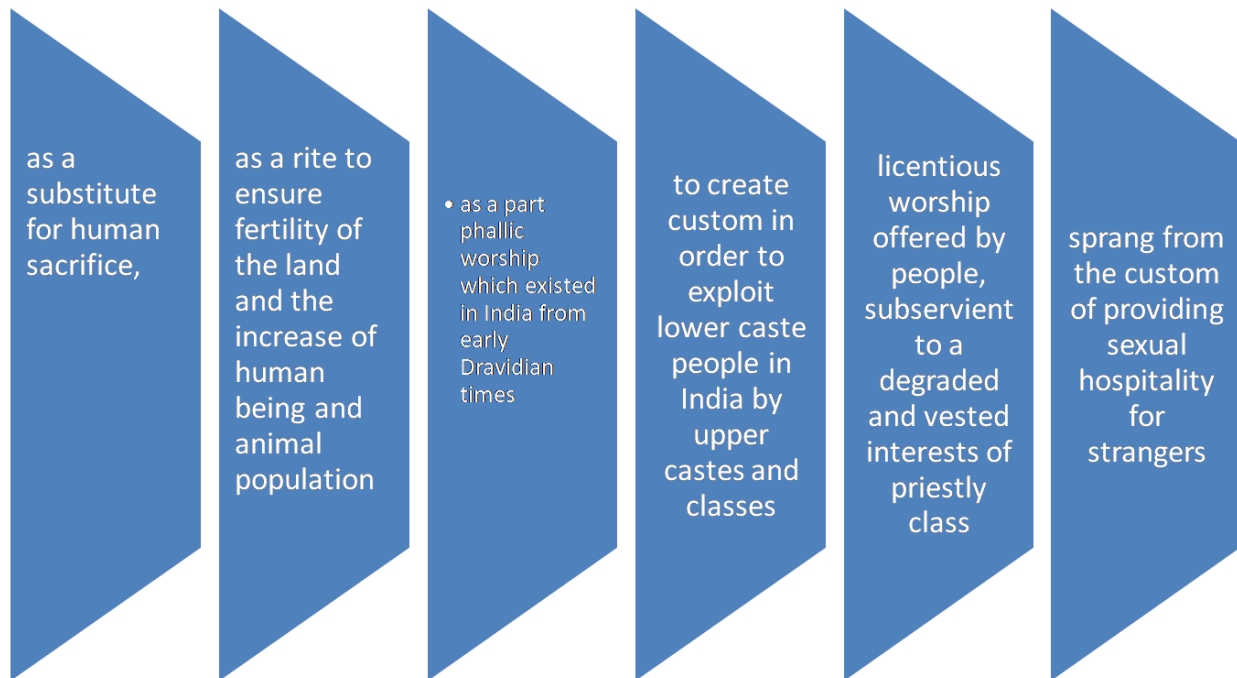 as a
substitute
for human
sacrifice,
as a rite to
ensure
fertility of
the land
and the
increase of
human
being and
animal
population
• as a part
phallic
worship
which existed
in India from
early
Dravidian
times
to create
custom in
order to
exploit
lower caste
people in
India by
upper
castes and
classes
licentious
worship
offered by
people,
subservient
to a
degraded
and vested
interests of
priestly
class
sprang from
the custom
of providing
sexual
hospitality
for
strangers